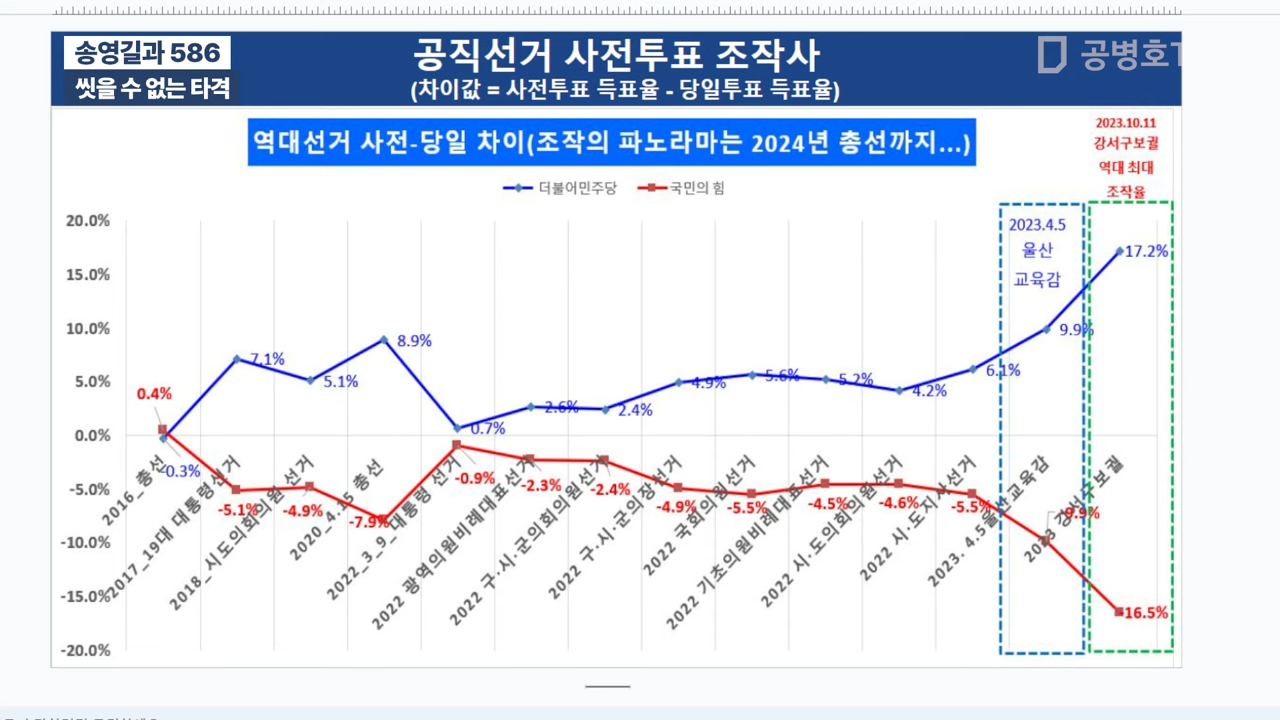 송영길과 586
씻을 수 없는 타격
공직선거 사전투표 조작사
(차이값 = 사전투표 득표율 - 당일투표 득표율)
공병호T
역대선거 사전-당일 차이(조작의 파노라마는 2024년 총선까지...)
2023.10.11
강서구보궐
역대 최대
조작율
더불어민주당
국민의 힘
2023.4.5
울산
교육감
20.0%
15.0%
10.0%
5.0%
0.0%
-5.0%
-10.0%
-15.0%
-20.0%
-0.3%
7.1%
5.1%
8.9%
0.7%
2.6%
2.4%
4.9%
5.6%
5.2%
4.2%
6.1%
9.9%
17.2%
0.4%
-5.1%
-4.9%
-7.9%
-0.9%
-2.3%
-2.4%
-4.9%
-5.5%
-4.5%
-4.6%
-5.5%
-9.9%
-16.5%
2016_총선
2017_19대 대통령선거
2018_시도의회의원 선거
2020_4.15 총선
2022_3_9_대통령 선거
2022 광역의원비례대표선거
2022 구·시·군의회의원선거
2022 구·시·군의장선거
2022 국회의원선거
2022 기초의원비례대표선거
2022 시·도의회의원선거
2022 시·도지사선거
2023. 4.5울산교육감
2023 강서구보궐